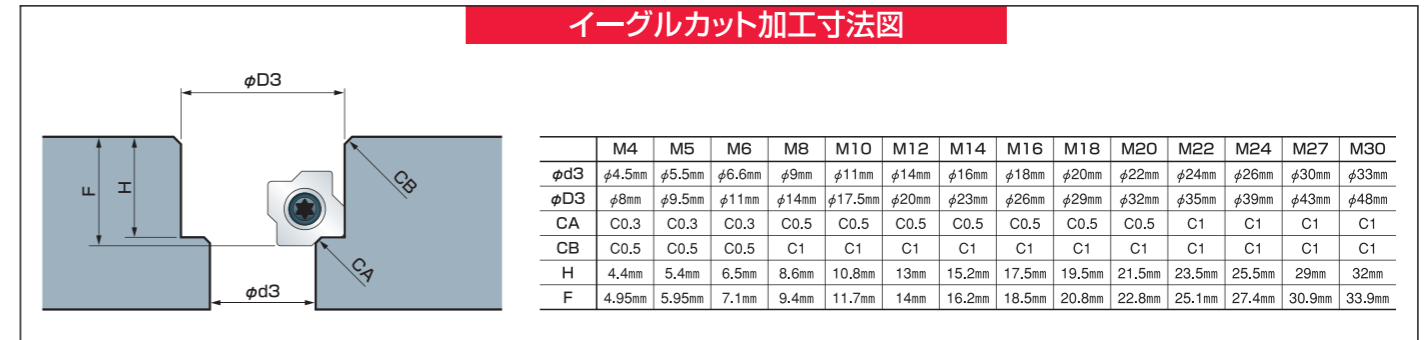 イーグルカット加工寸法図
φD3
F
H
CB
CA
φd3
M4 M5 M6 M8 M10 M12 M14 M16 M18 M20 M22 M24 M27 M30
φd3 φ4.5mm φ5.5mm φ6.6mm φ9mm φ11mm φ14mm φ16mm φ18mm φ20mm φ22mm φ24mm φ26mm φ30mm φ33mm
φD3 φ8mm φ9.5mm φ11mm φ14mm φ17.5mm φ20mm φ23mm φ26mm φ29mm φ32mm φ35mm φ39mm φ43mm φ48mm
CA C0.3 C0.3 C0.3 C0.5 C0.5 C0.5 C0.5 C0.5 C0.5 C0.5 C1 C1 C1 C1
CB C0.5 C0.5 C0.5 C1 C1 C1 C1 C1 C1 C1 C1 C1 C1 C1
H 4.4mm 5.4mm 6.5mm 8.6mm 10.8mm 13mm 15.2mm 17.5mm 19.5mm 21.5mm 23.5mm 25.5mm 29mm 32mm
F 4.95mm 5.95mm 7.1mm 9.4mm 11.7mm 14mm 16.2mm 18.5mm 20.8mm 22.8mm 25.1mm 27.4mm 30.9mm 33.9mm